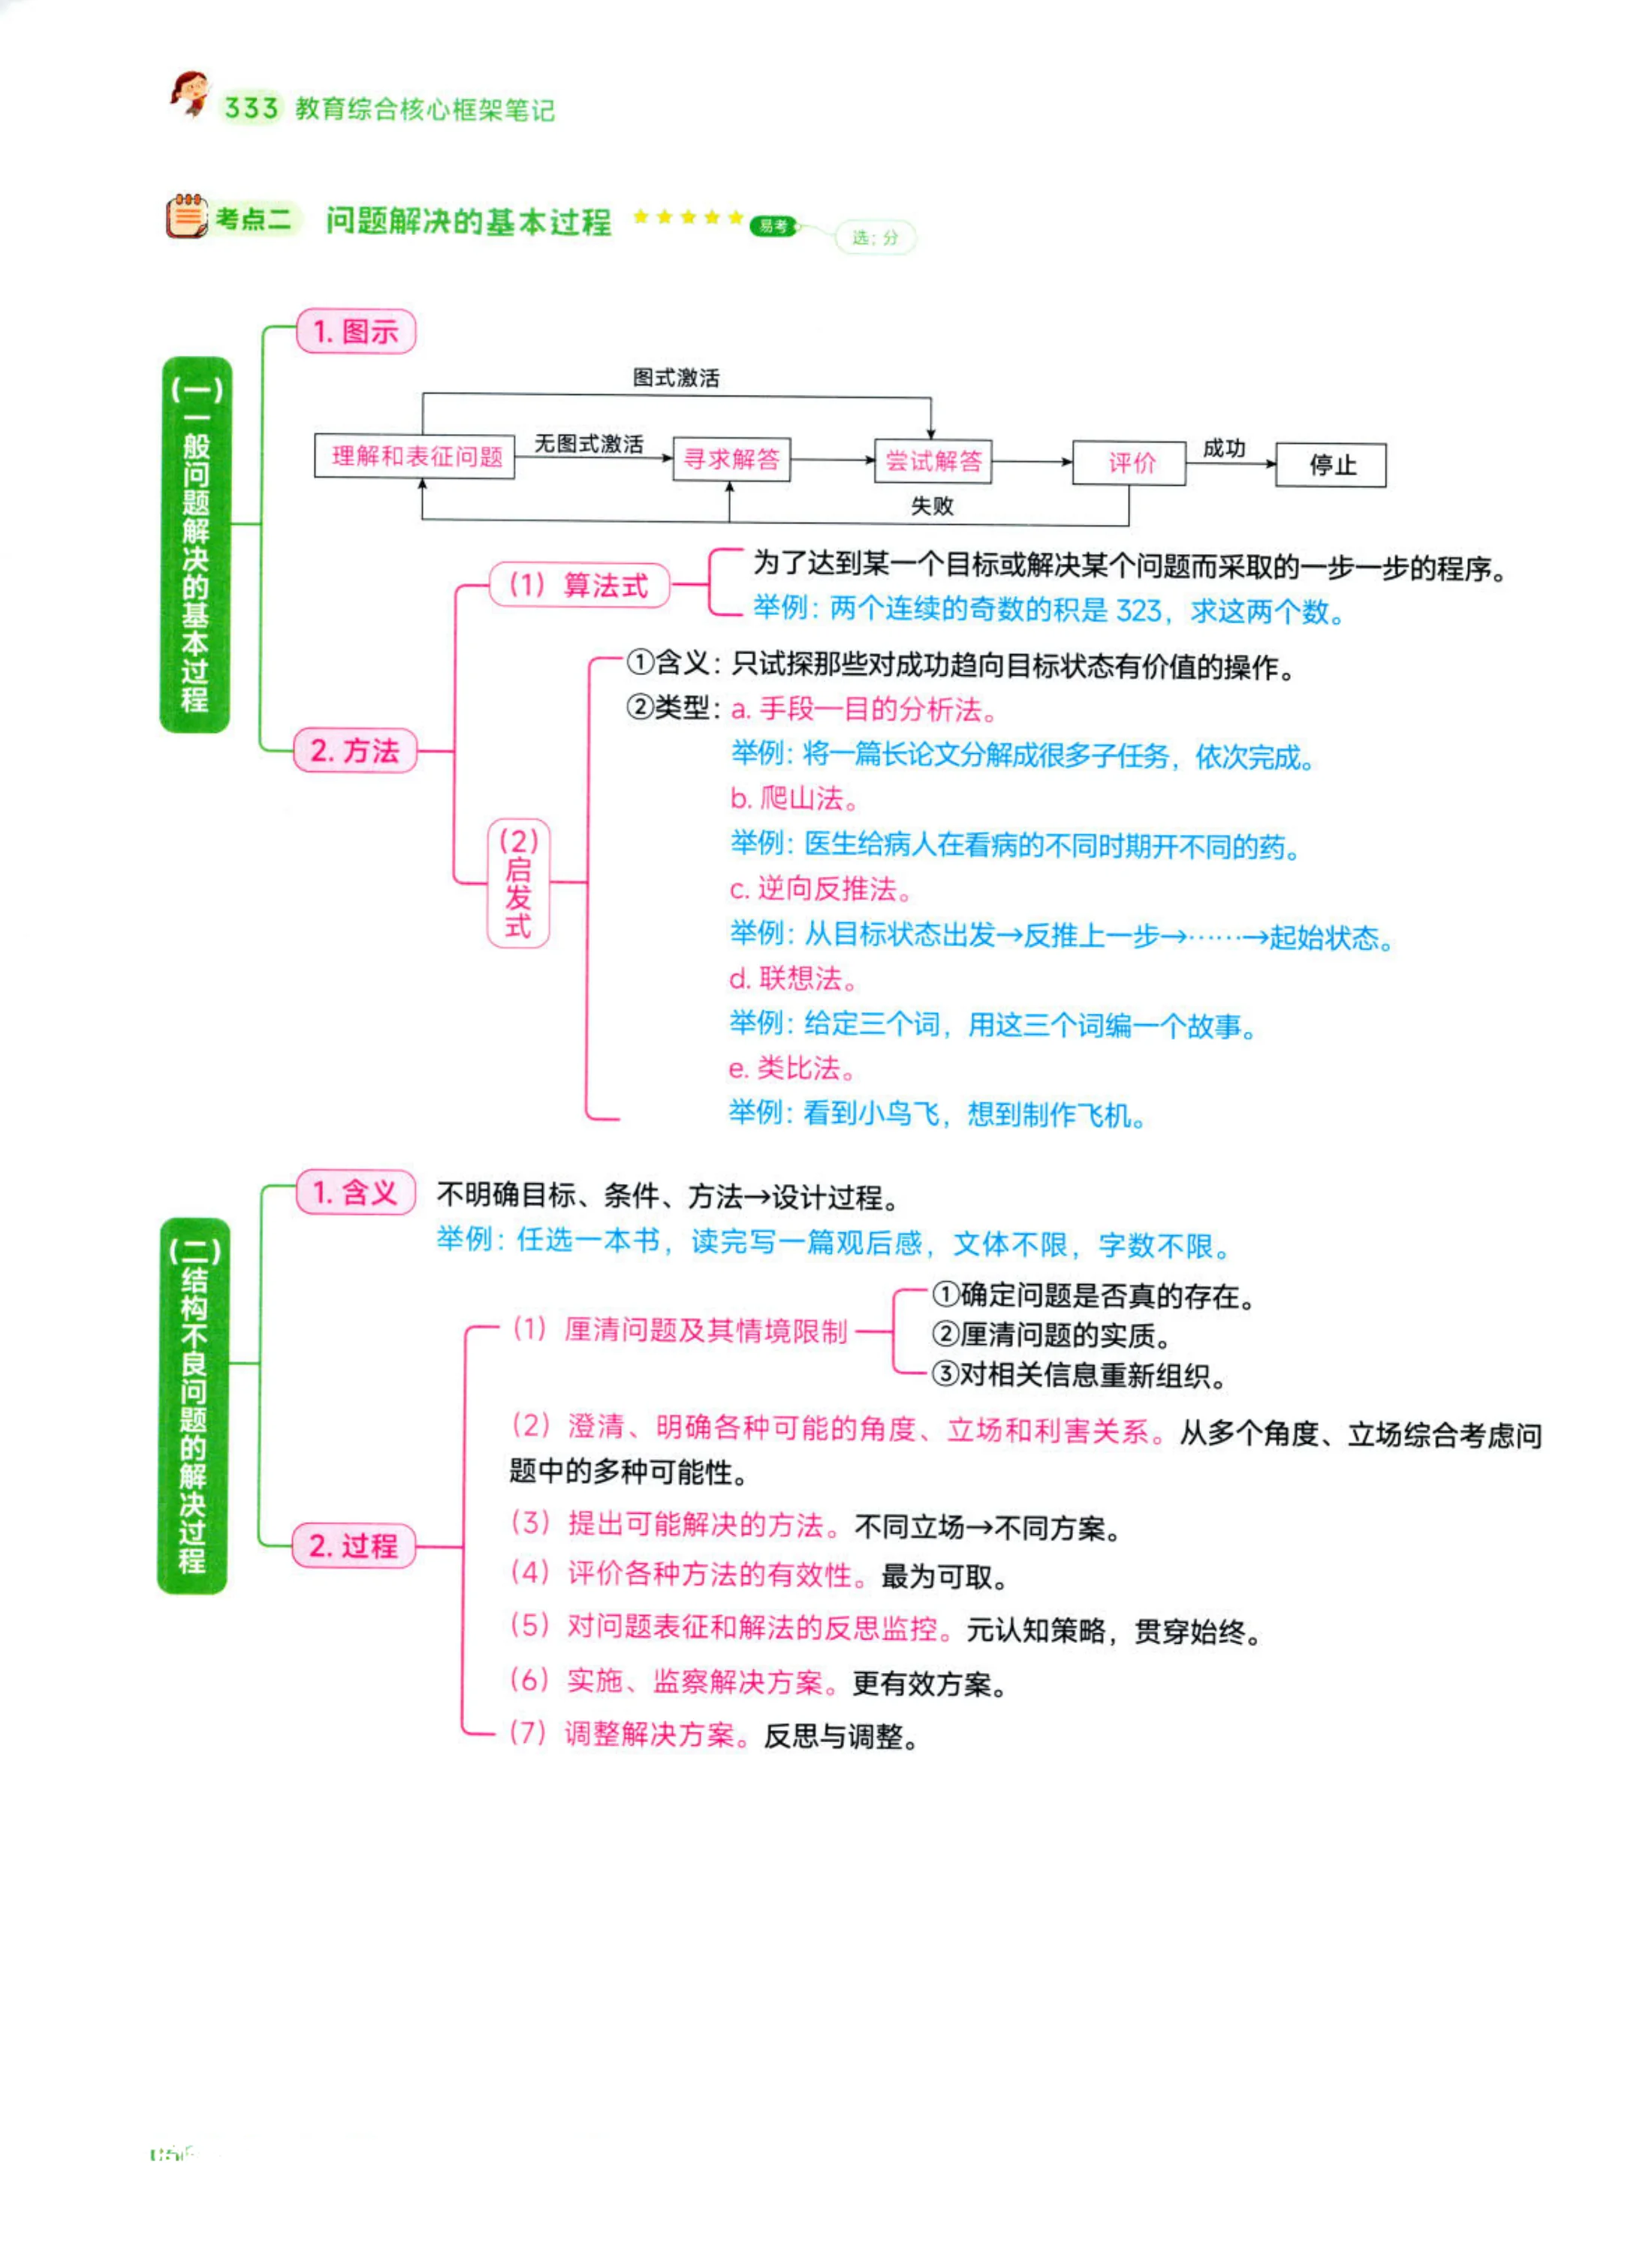 333 教育综合核心框架笔记
考点二 问题解决的基本过程 易考 选；分
(一)一般问题解决的基本过程
1. 图示
图式激活
理解和表征问题 无图式激活 寻求解答 尝试解答 评价 成功 停止
失败
2. 方法
(1) 算法式
为了达到某一个目标或解决某个问题而采取的一步一步的程序。
举例：两个连续的奇数的积是 323，求这两个数。
(2)启发式
①含义：只试探那些对成功趋向目标状态有价值的操作。
②类型：a. 手段—目的分析法。
举例：将一篇长论文分解成很多子任务，依次完成。
b. 爬山法。
举例：医生给病人在看病的不同时期开不同的药。
c. 逆向反推法。
举例：从目标状态出发→反推上一步→……→起始状态。
d. 联想法。
举例：给定三个词，用这三个词编一个故事。
e. 类比法。
举例：看到小鸟飞，想到制作飞机。
(二)结构不良问题的解决过程
1. 含义 不明确目标、条件、方法→设计过程。
举例：任选一本书，读完写一篇观后感，文体不限，字数不限。
2. 过程
(1) 厘清问题及其情境限制
①确定问题是否真的存在。
②厘清问题的实质。
③对相关信息重新组织。
(2) 澄清、明确各种可能的角度、立场和利害关系。从多个角度、立场综合考虑问
题中的多种可能性。
(3) 提出可能解决的方法。不同立场→不同方案。
(4) 评价各种方法的有效性。最为可取。
(5) 对问题表征和解法的反思监控。元认知策略，贯穿始终。
(6) 实施、监察解决方案。更有效方案。
(7) 调整解决方案。反思与调整。